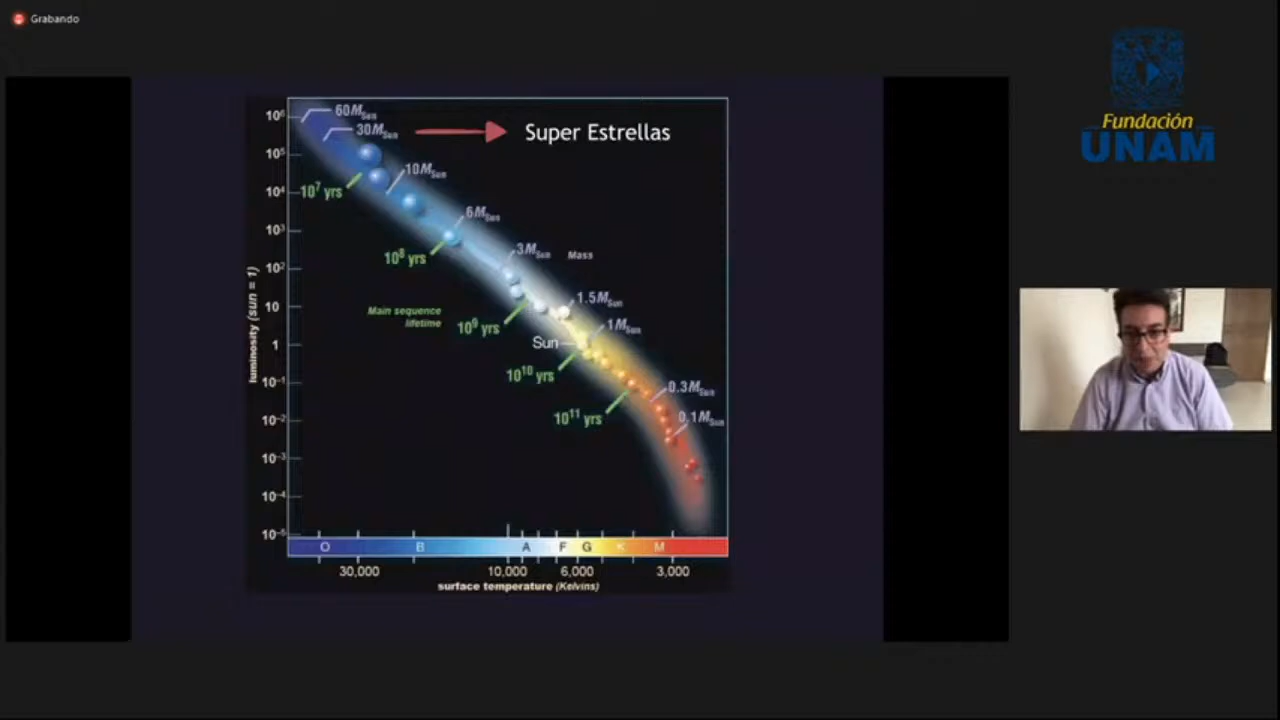 Grabando
Fundación
UNAM
10⁶
60M_Sun
30M_Sun
Super Estrellas
10⁵
10M_Sun
10⁴
10⁷ yrs
6M_Sun
10³
10⁸ yrs
3M_Sun
Mass
10²
1.5M_Sun
10
Main sequence
lifetime
10⁹ yrs
1M_Sun
1
Sun
10¹⁰ yrs
10⁻¹
0.3M_Sun
10¹¹ yrs
0.1M_Sun
10⁻²
10⁻³
10⁻⁴
10⁻⁵
luminosity (sun = 1)
O B A F G K M
30,000 10,000 6,000 3,000
surface temperature (Kelvins)